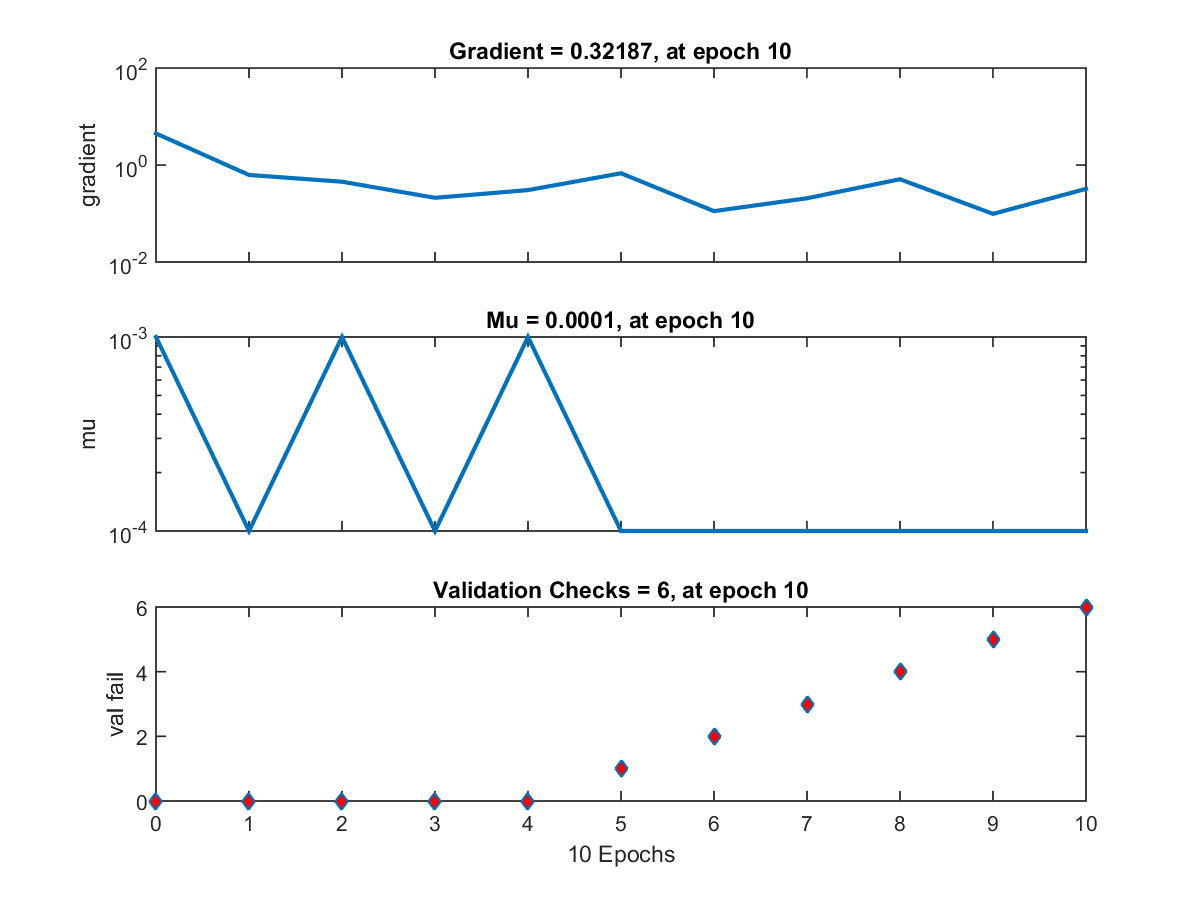 Gradient = 0.32187, at epoch 10
10^2
10^0
10^-2
gradient
Mu = 0.0001, at epoch 10
10^-3
10^-4
mu
Validation Checks = 6, at epoch 10
6
4
2
0
val fail
0 1 2 3 4 5 6 7 8 9 10
10 Epochs